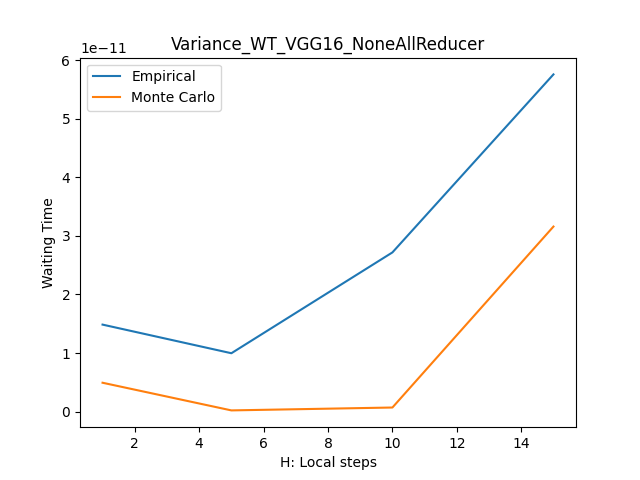 Variance_WT_VGG16_NoneAllReducer
1e−11
Empirical
Monte Carlo
Waiting Time
6
5
4
3
2
1
0
2 4 6 8 10 12 14
H: Local steps